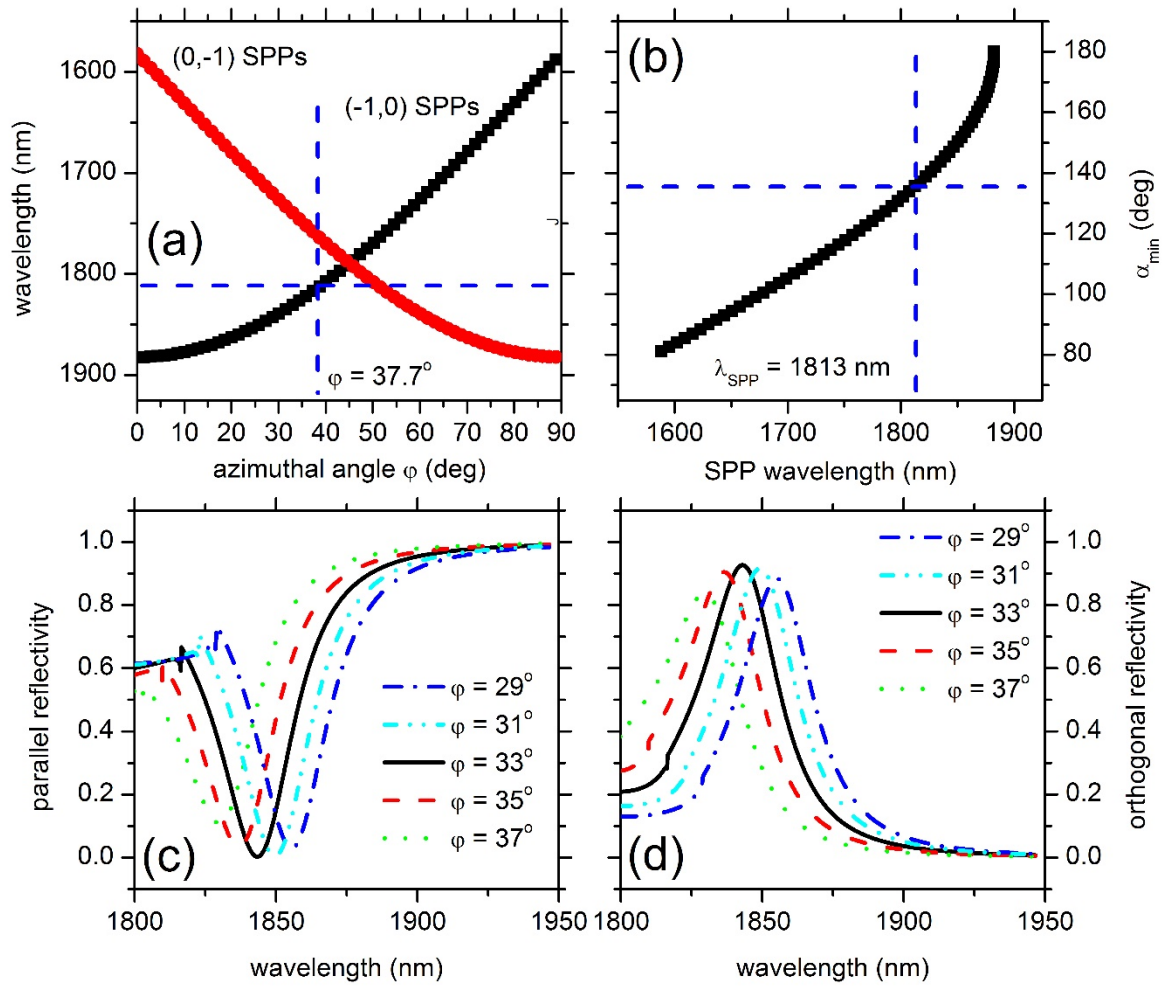 (a)
(0,-1) SPPs
(-1,0) SPPs
φ = 37.7°
wavelength (nm)
1600
1700
1800
1900
0 10 20 30 40 50 60 70 80 90
azimuthal angle φ (deg)
(b)
λSPP = 1813 nm
180
160
140
120
100
80
αmin (deg)
1600 1700 1800 1900
SPP wavelength (nm)
(c)
parallel reflectivity
1.0
0.8
0.6
0.4
0.2
0.0
φ = 29°
φ = 31°
φ = 33°
φ = 35°
φ = 37°
1800 1850 1900 1950
wavelength (nm)
(d)
φ = 29°
φ = 31°
φ = 33°
φ = 35°
φ = 37°
1.0
0.8
0.6
0.4
0.2
0.0
orthogonal reflectivity
1800 1850 1900 1950
wavelength (nm)